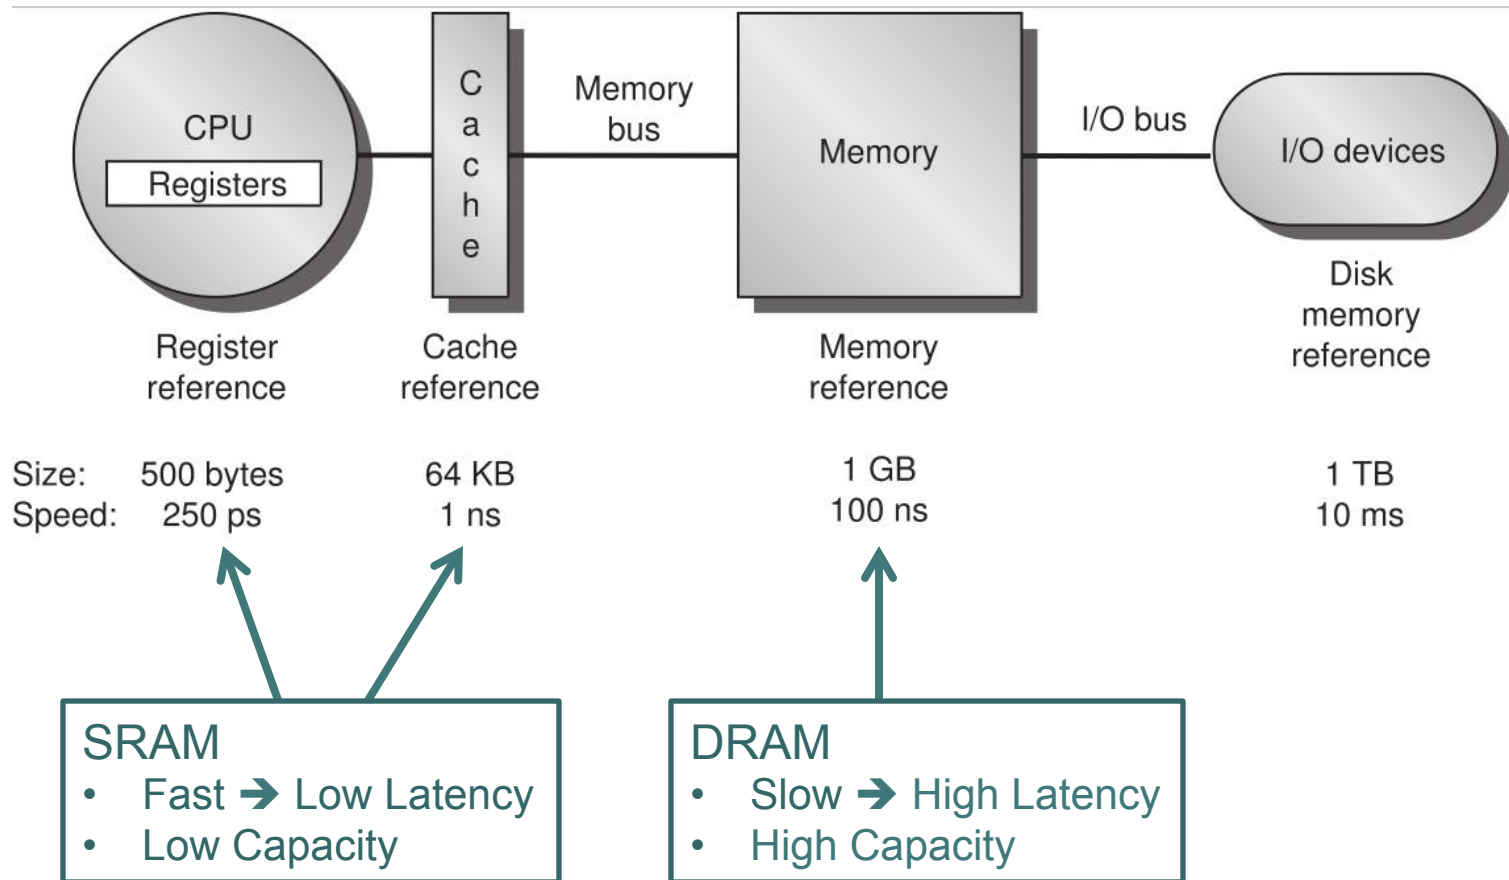 CPU
Registers
C
a
c
h
e
Memory
bus
Memory
I/O bus
I/O devices
Register
reference
Cache
reference
Memory
reference
Disk
memory
reference
Size: 500 bytes 64 KB 1 GB 1 TB
Speed: 250 ps 1 ns 100 ns 10 ms
SRAM
• Fast ➔ Low Latency
• Low Capacity
DRAM
• Slow ➔ High Latency
• High Capacity